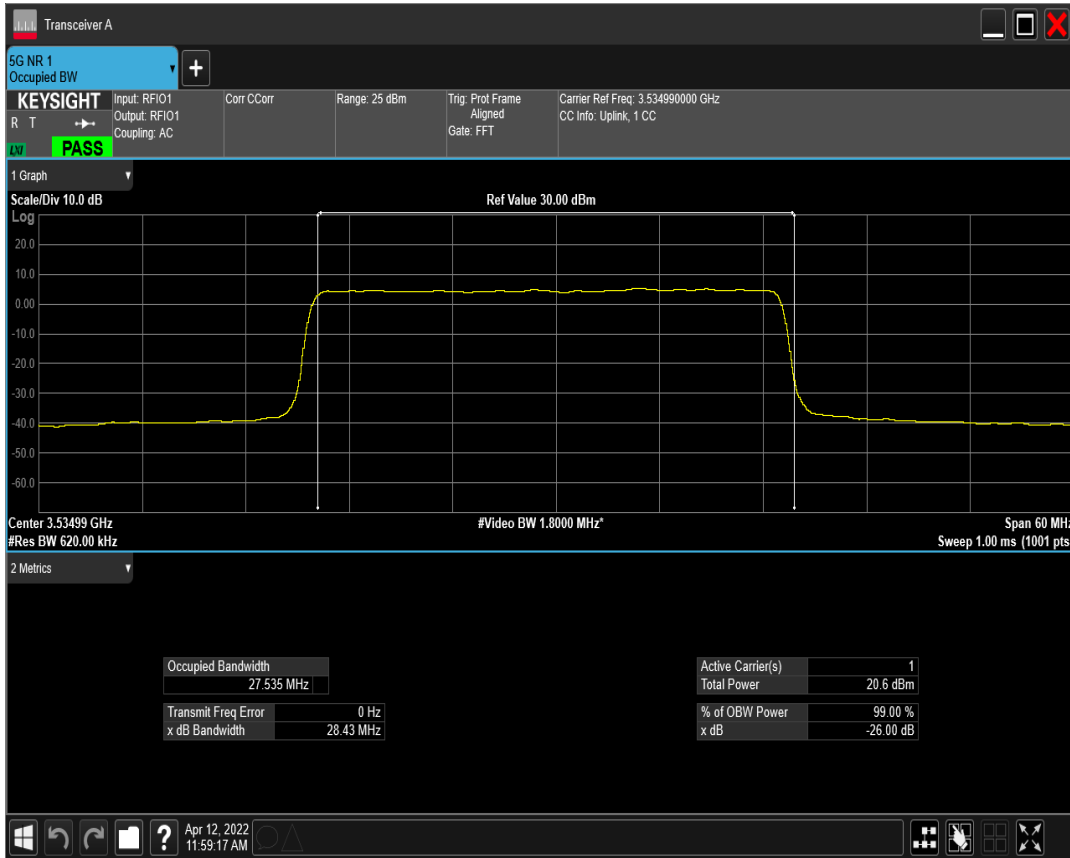 Transceiver A
5G NR 1
Occupied BW
+
KEYSIGHT
R T
LXI
PASS
Input: RFIO1
Output: RFIO1
Coupling: AC
Corr CCorr
Range: 25 dBm
Trig: Prot Frame
Aligned
Gate: FFT
Carrier Ref Freq: 3.534990000 GHz
CC Info: Uplink, 1 CC
1 Graph
Scale/Div 10.0 dB
Ref Value 30.00 dBm
Log
20.0
10.0
0.00
-10.0
-20.0
-30.0
-40.0
-50.0
-60.0
Center 3.53499 GHz
#Video BW 1.8000 MHz*
Span 60 MHz
#Res BW 620.00 kHz
Sweep 1.00 ms (1001 pts
2 Metrics
Occupied Bandwidth
27.535 MHz
Transmit Freq Error 0 Hz
x dB Bandwidth 28.43 MHz
Active Carrier(s) 1
Total Power 20.6 dBm
% of OBW Power 99.00 %
x dB -26.00 dB
?
Apr 12, 2022
11:59:17 AM